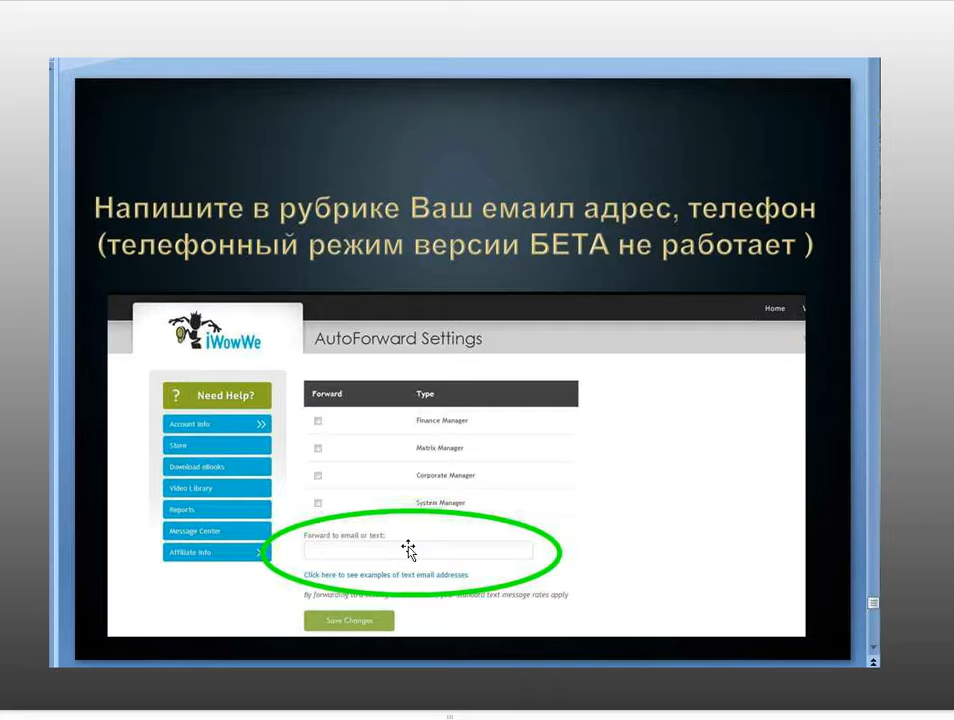 Напишите в рубрике Ваш емаил адрес, телефон
(телефонный режим версии БЕТА не работает )
Home
iWowWe
AutoForward Settings
? Need Help?
Account Info
Store
Download eBooks
Video Library
Reports
Message Center
Affiliate Info
Forward Type
Finance Manager
Matrix Manager
Corporate Manager
System Manager
Forward to email or text:
Click here to see examples of text email addresses
By forwarding to a standard text message rates apply
Save Changes